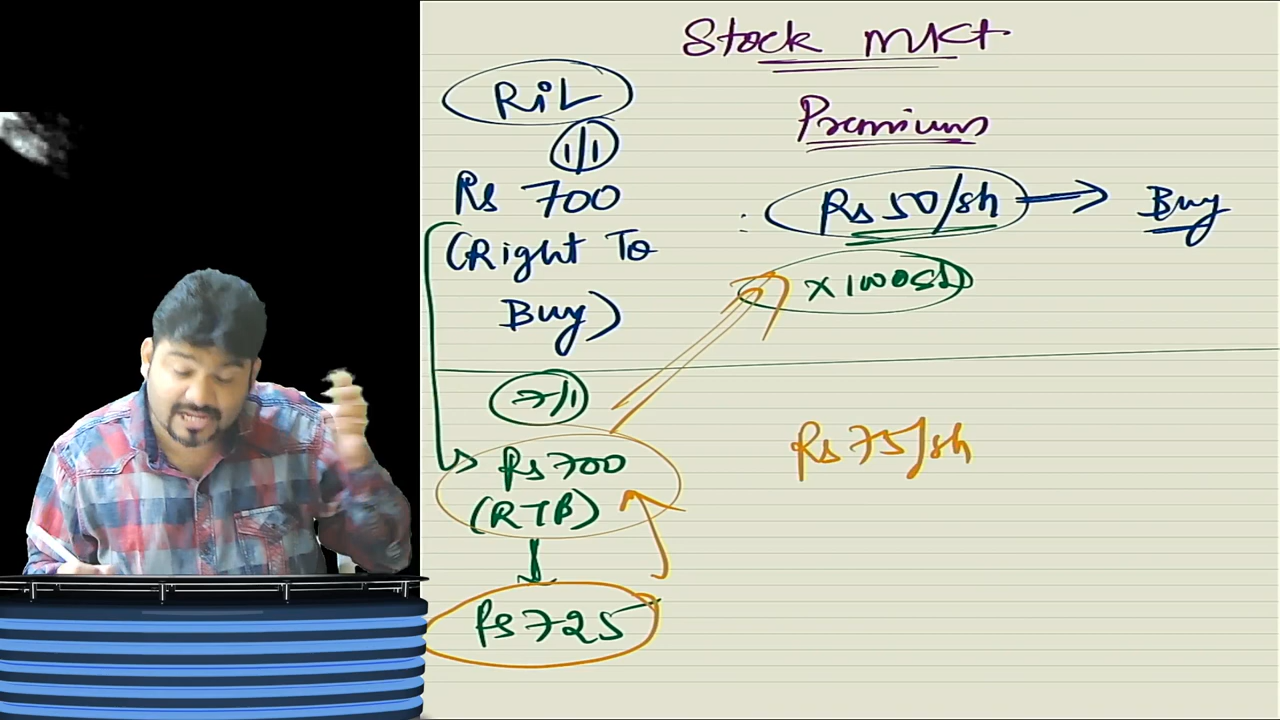 Stock Mkt
RiL
1/1
Premium
Rs 700
Rs 50/sh
Buy
(Right To
Buy)
X100sh
7/1
Rs 700
(RTB)
Rs 75/sh
Rs 725